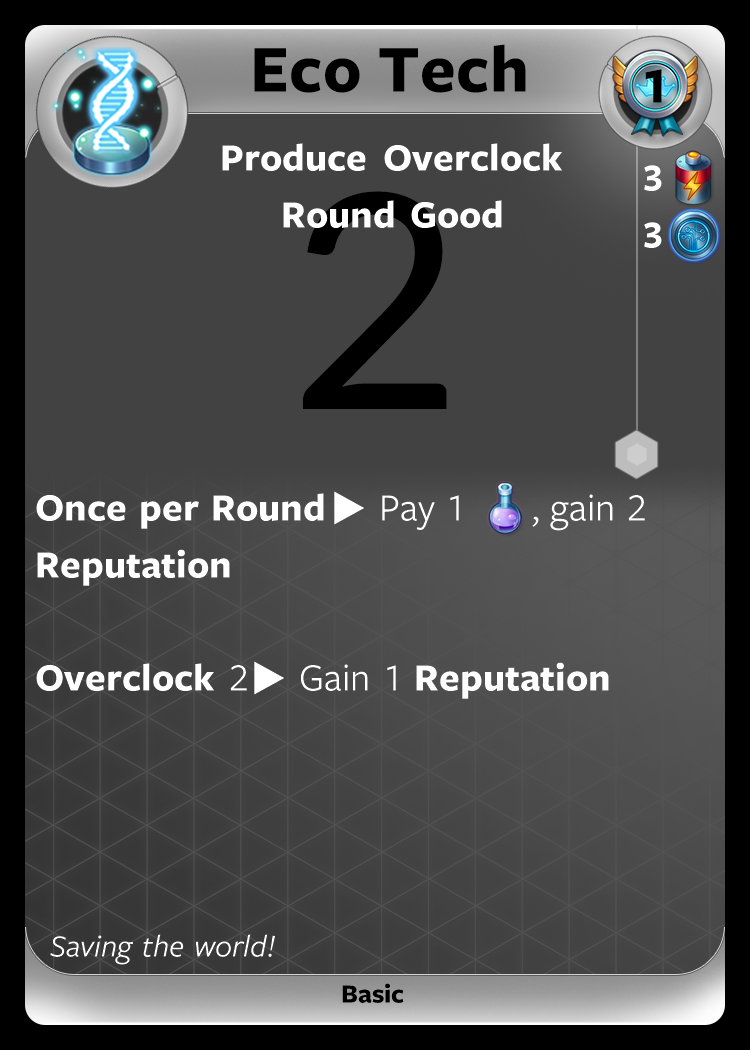 Eco Tech
1
Produce Overclock
Round Good
3
3
2
Once per Round▶ Pay 1 , gain 2
Reputation
Overclock 2▶ Gain 1 Reputation
Saving the world!
Basic